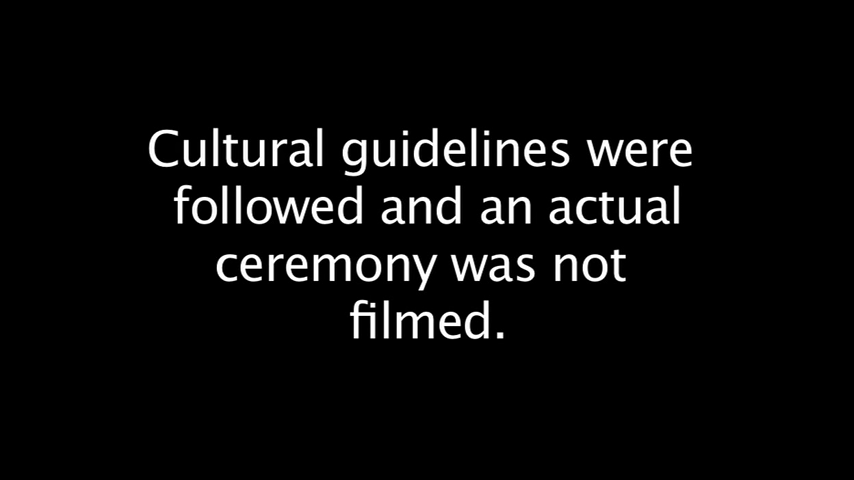 Cultural guidelines were
followed and an actual
ceremony was not
filmed.